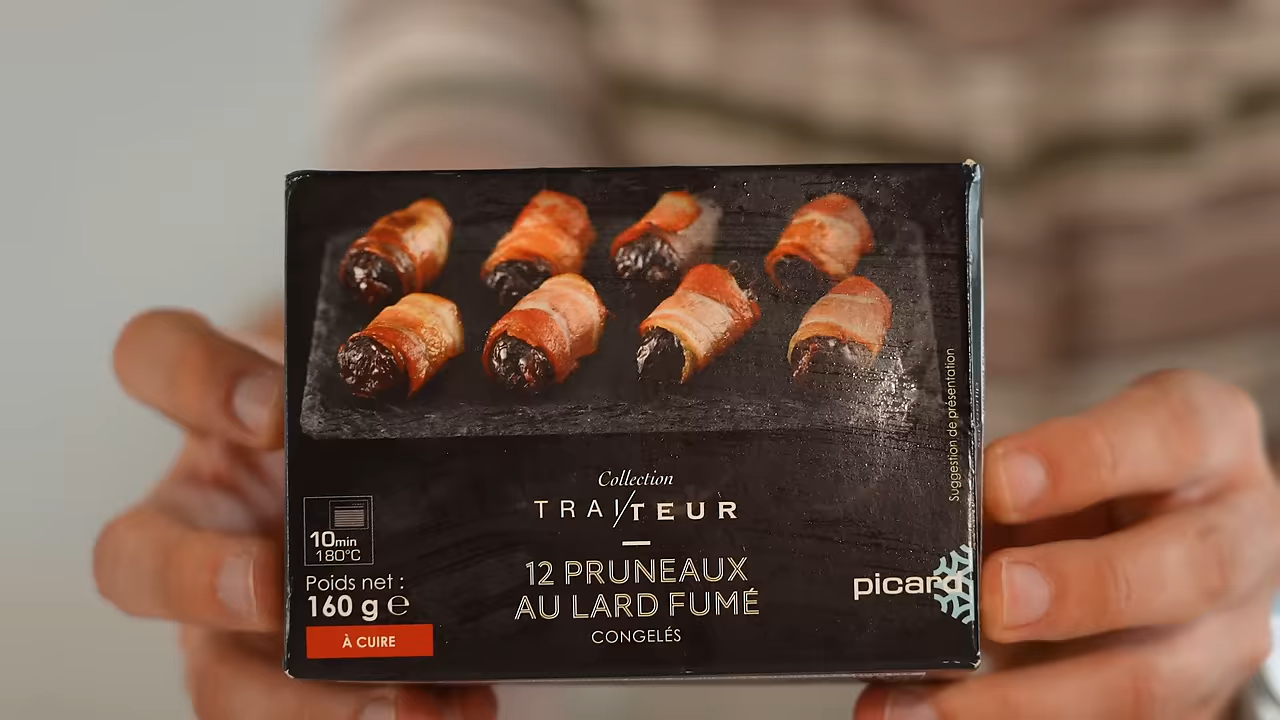 Suggestion de présentation
Collection
TRAITEUR
10min
180°C
Poids net :
160 g e
À CUIRE
12 PRUNEAUX
AU LARD FUMÉ
CONGELÉS
picard